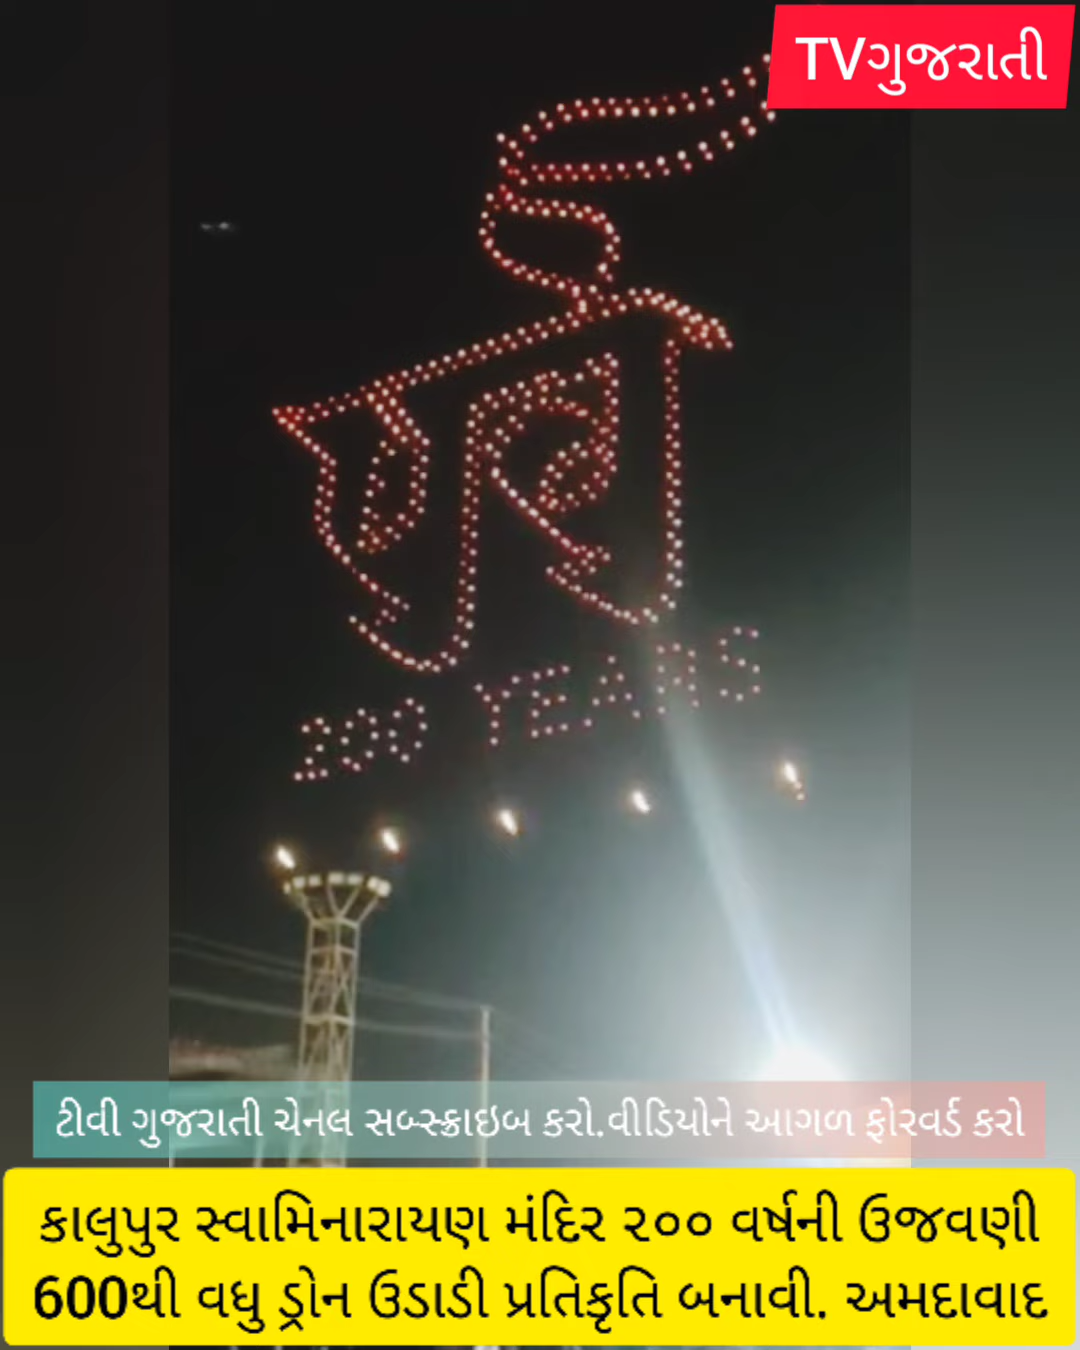 TVગુજરાતી
200 YEARS
ટીવી ગુજરાતી ચેનલ સબ્સ્ક્રાઇબ કરો.વીડિયોને આગળ ફોરવર્ડ કરો
કાલુપુર સ્વામિનારાયણ મંદિર ૨૦૦ વર્ષની ઉજવણી
600થી વધુ ડ્રોન ઉડાડી પ્રતિકૃતિ બનાવી. અમદાવાદ